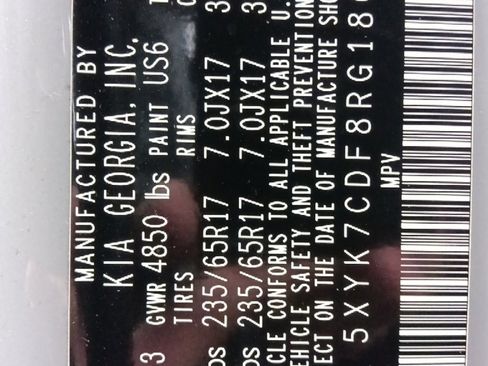 MANUFACTURED BY
KIA GEORGIA, INC.
3 GVWR 4850 lbs PAINT US6
TIRES RIMS
235/65R17 7.0JX17 3
235/65R17 7.0JX17 3
CLE CONFORMS TO ALL APPLICABLE U.
EHICLE SAFETY AND THEFT PREVENTION
ECT ON THE DATE OF MANUFACTURE SHO
5XYK7CDF8RG18
MPV